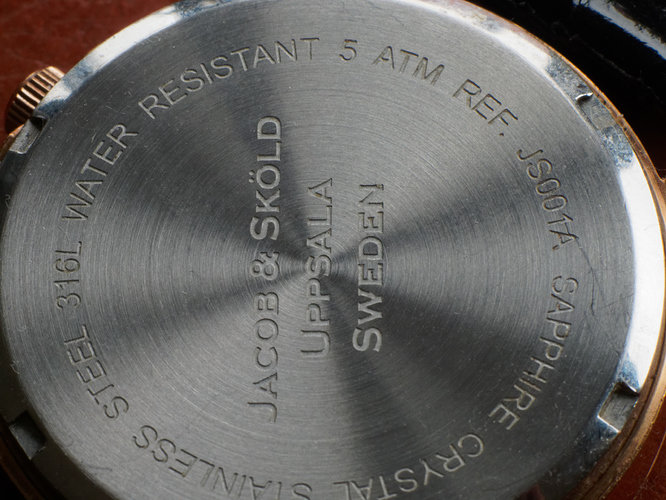 JACOB & SKÖLD
UPPSALA
SWEDEN
STAINLESS STEEL 316L WATER RESISTANT 5 ATM REF. JS001A SAPPHIRE CRYSTAL